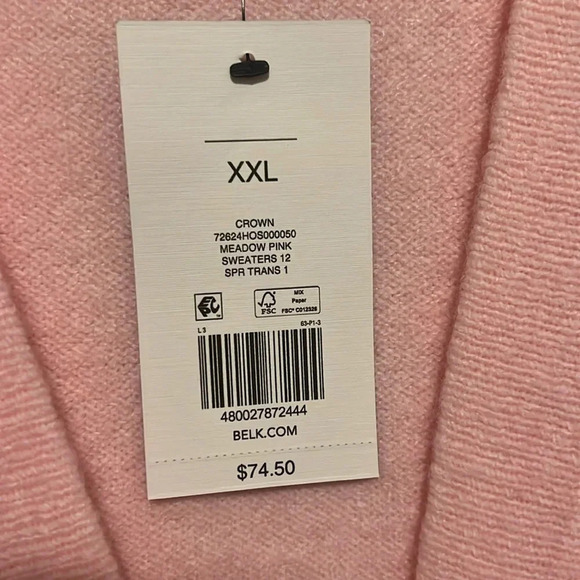 XXL
CROWN
72624HOS000050
MEADOW PINK
SWEATERS 12
SPR TRANS 1
MIX
Paper
FSC
FSC® C012326
L 3
63-P1-3
480027872444
BELK.COM
$74.50